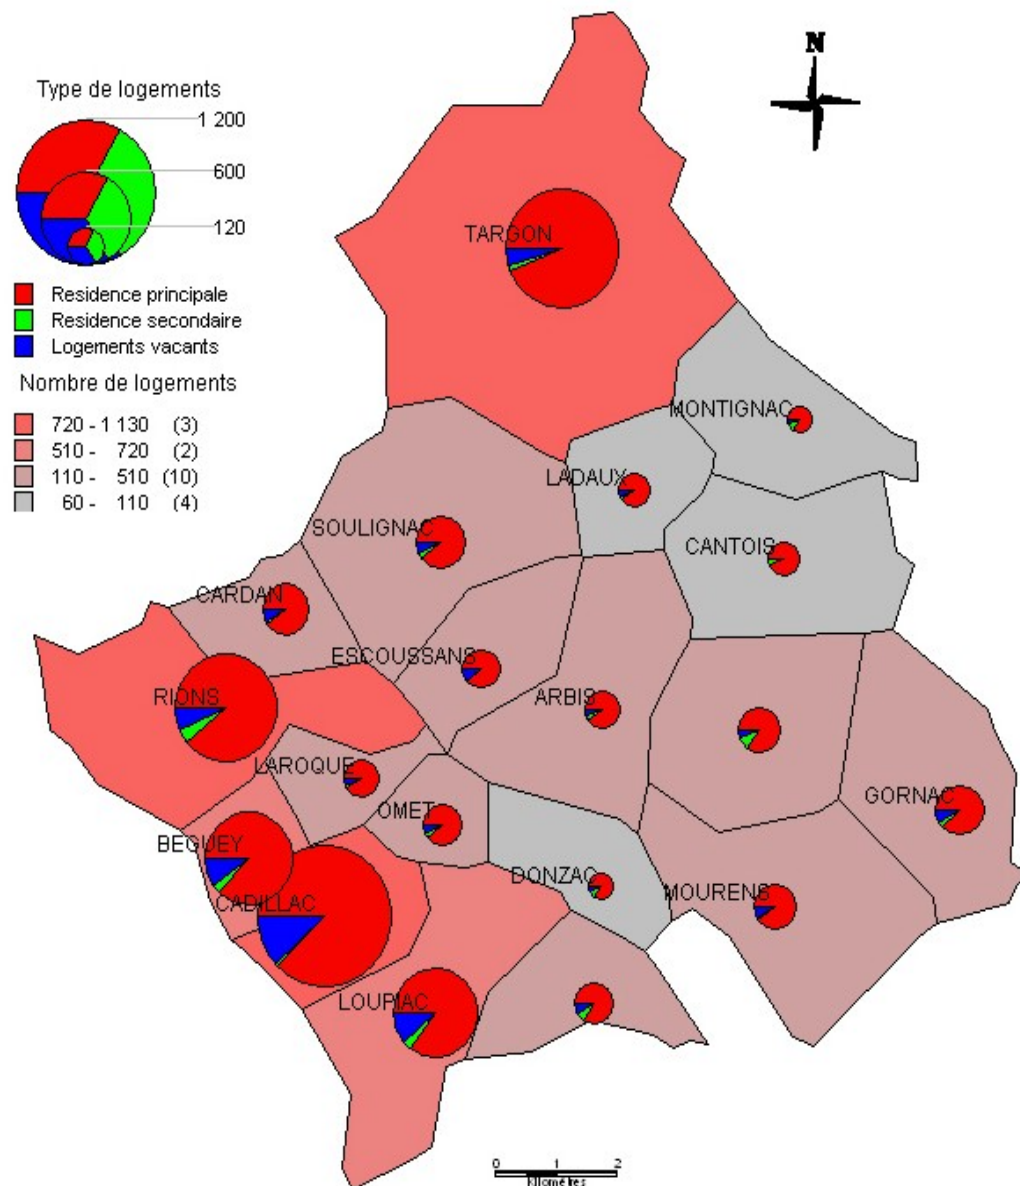 N
Type de logements
1 200
600
120
Residence principale
Residence secondaire
Logements vacants
Nombre de logements
720 - 1 130 (3)
510 - 720 (2)
110 - 510 (10)
60 - 110 (4)
TARGON
MONTIGNAC
LADAUX
SOULIGNAC
CANTOIS
CARDAN
ESCOUSSANS
RIONS
ARBIS
LAROQUE
GORNAC
OMET
BEGUEY
DONZAC
MOURENS
CADILLAC
LOUPIAC
0 1 2
Kilomètres